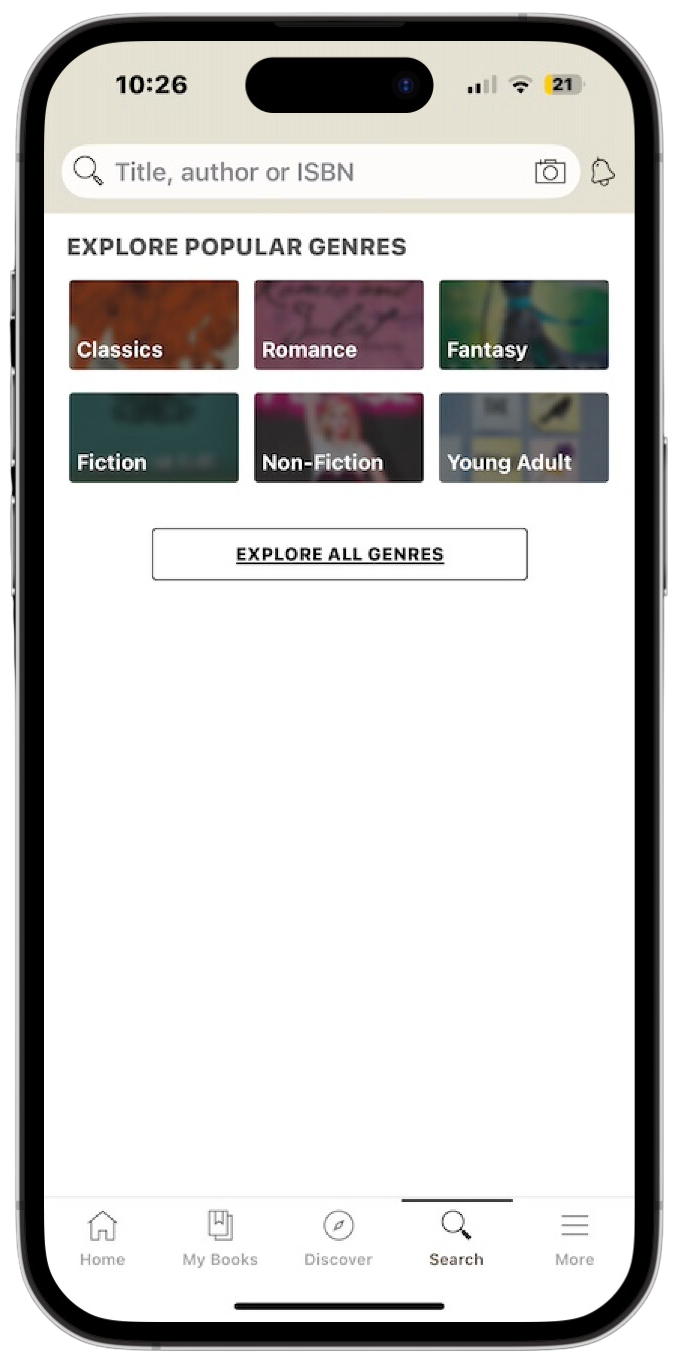 10:26
21
Title, author or ISBN
EXPLORE POPULAR GENRES
Classics
Romance
Fantasy
Fiction
Non-Fiction
Young Adult
EXPLORE ALL GENRES
Home
My Books
Discover
Search
More